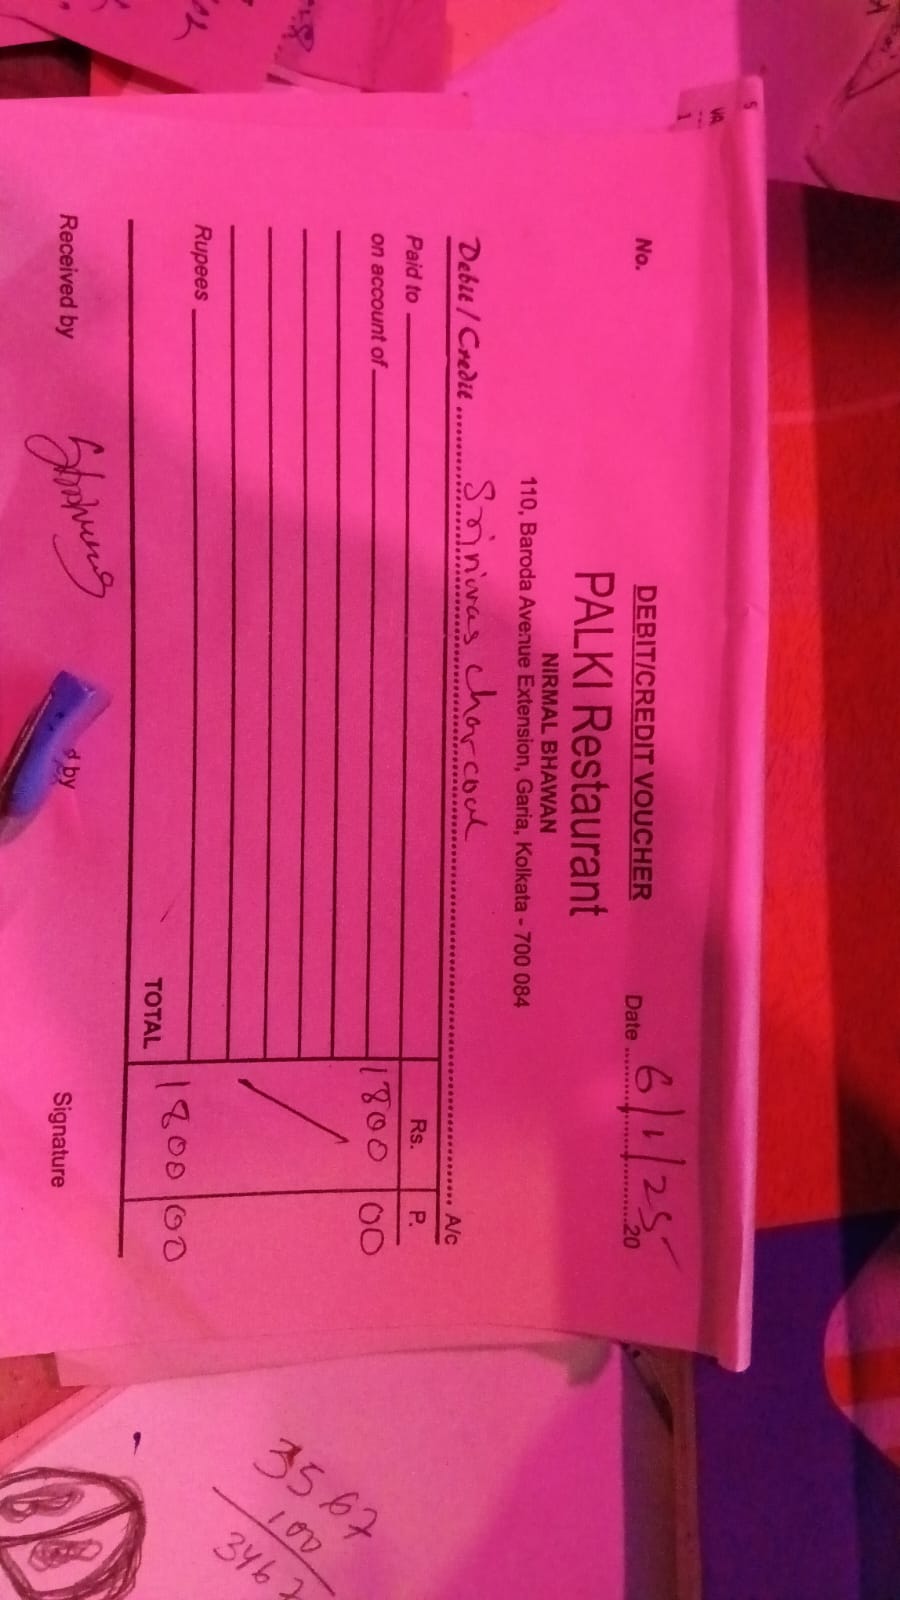 DEBIT/CREDIT VOUCHER
No.
Date 6/1/25 20
PALKI Restaurant
NIRMAL BHAWAN
110, Baroda Avenue Extension, Garia, Kolkata - 700 084
Debit / Credit Srinivas charcoal A/c
Paid to Rs. P.
on account of 1800 00
Rupees
TOTAL 1800 00
Received by d by Signature
3567
100
346